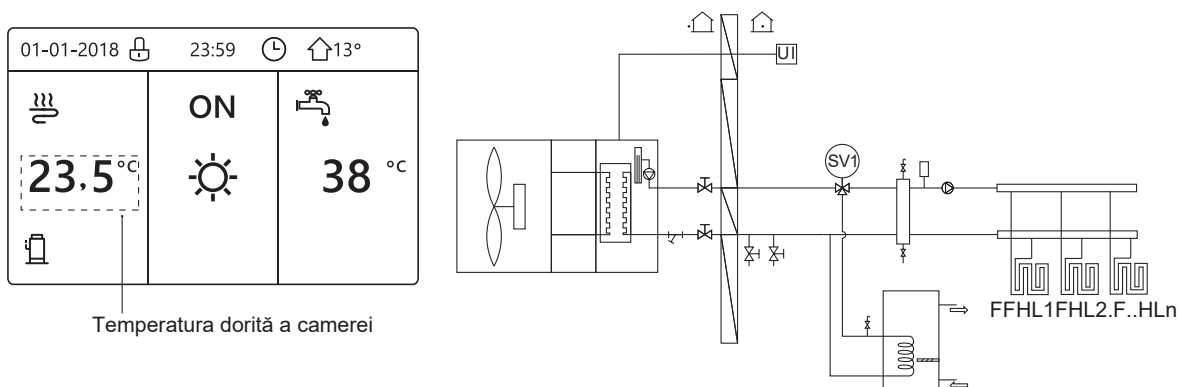 01-01-2018 23:59 13°
ON
23,5°C
38 °C
Temperatura dorită a camerei
UI
SV1
FFHL1FHL2.F..HLn